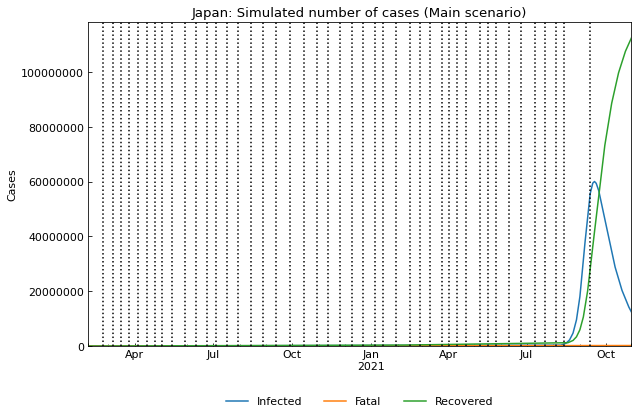 Japan: Simulated number of cases (Main scenario)
Cases
100000000
80000000
60000000
40000000
20000000
0
Apr Jul Oct Jan Apr Jul Oct
2021
Infected Fatal Recovered